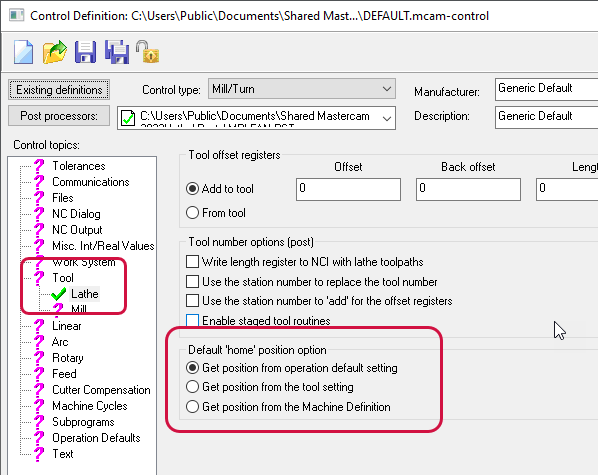 Control Definition: C:\Users\Public\Documents\Shared Mast...\DEFAULT.mcam-control
Existing definitions
Control type:
Mill/Turn
Manufacturer:
Generic Default
Post processors:
C:\Users\Public\Documents\Shared Mastercam
Description:
Generic Default
Control topics:
Tolerances
Communications
Files
NC Dialog
NC Output
Misc. Int/Real Values
Work System
Tool
Lathe
Mill
Linear
Arc
Rotary
Feed
Cutter Compensation
Machine Cycles
Subprograms
Operation Defaults
Text
Tool offset registers
Offset
Back offset
Add to tool
0
0
0
From tool
Tool number options (post)
Write length register to NCI with lathe toolpaths
Use the station number to replace the tool number
Use the station number to 'add' for the offset registers
Enable staged tool routines
Default 'home' position option
Get position from operation default setting
Get position from the tool setting
Get position from the Machine Definition